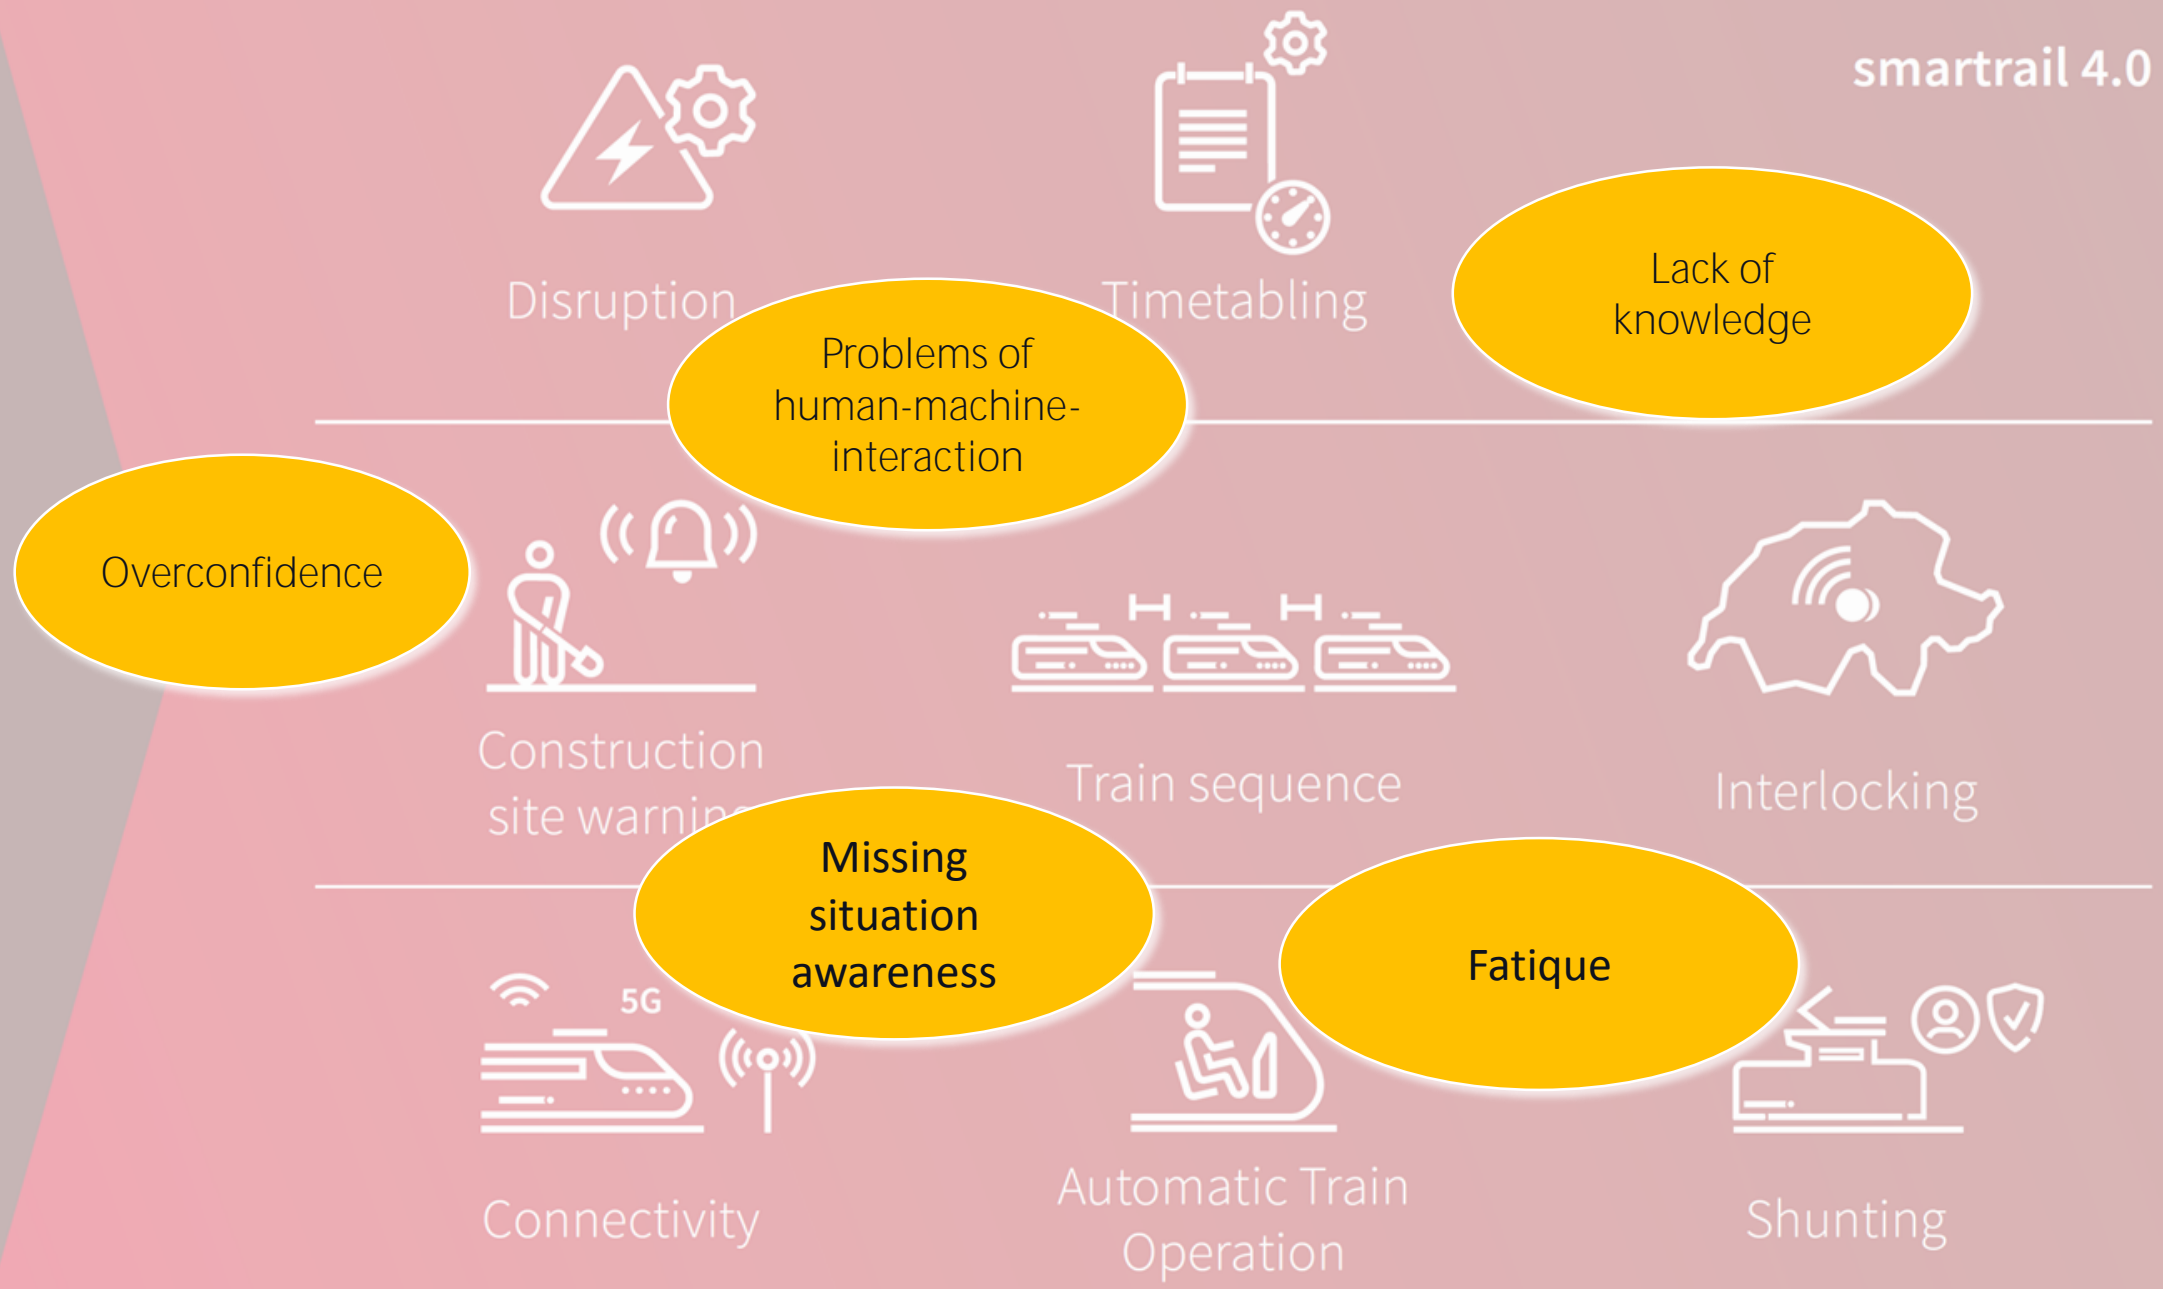 smartrail 4.0
Disruption
Timetabling
Lack of
knowledge
Problems of
human-machine-
interaction
Overconfidence
Construction
site warning
Train sequence
Interlocking
Missing
situation
awareness
Fatique
5G
Connectivity
Automatic Train
Operation
Shunting